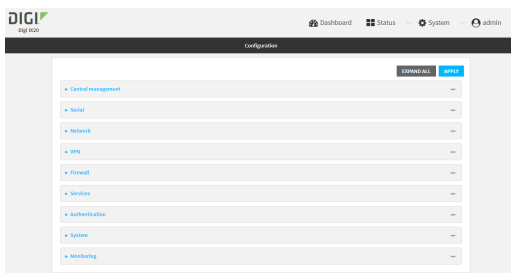 DIGI
Digi IX20
Dashboard
Status
System
admin
Configuration
EXPAND ALL
APPLY
Central management
Serial
Network
VPN
Firewall
Services
Authentication
System
Monitoring